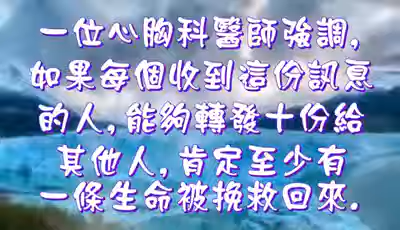 一位心胸科醫師強調,
如果每個收到這份訊息
的人,能夠轉發十份給
其他人,肯定至少有
一條生命被挽救回來.